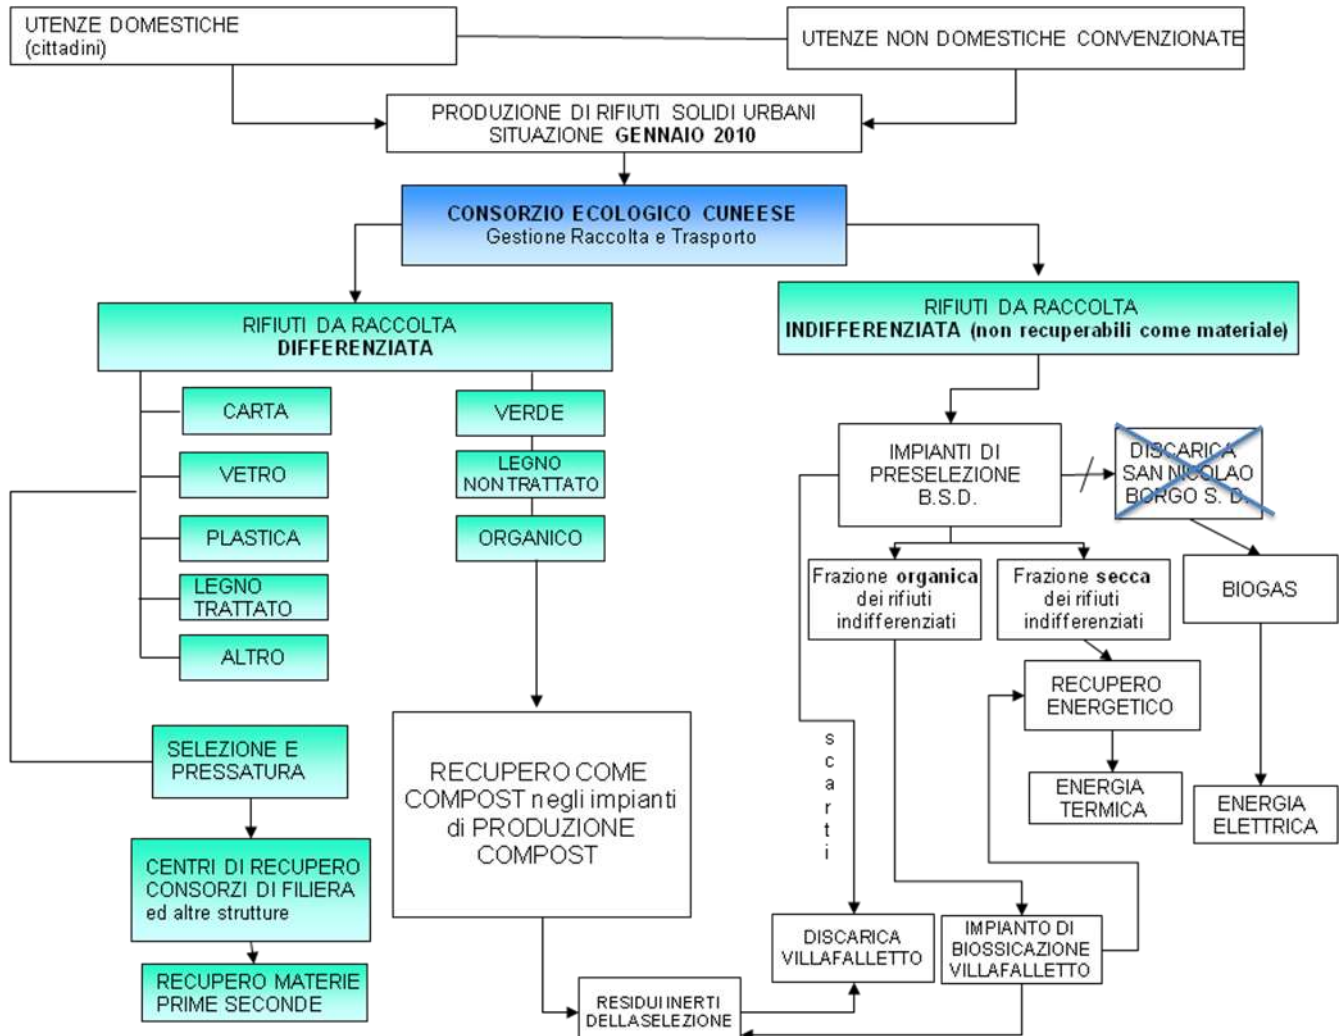 UTENZE DOMESTICHE
(cittadini)
UTENZE NON DOMESTICHE CONVENZIONATE
PRODUZIONE DI RIFIUTI SOLIDI URBANI
SITUAZIONE GENNAIO 2010
CONSORZIO ECOLOGICO CUNEESE
Gestione Raccolta e Trasporto
RIFIUTI DA RACCOLTA
DIFFERENZIATA
RIFIUTI DA RACCOLTA
INDIFFERENZIATA (non recuperabili come materiale)
CARTA
VETRO
PLASTICA
LEGNO
TRATTATO
ALTRO
VERDE
LEGNO
NON TRATTATO
ORGANICO
IMPIANTI DI
PRESELEZIONE
B.S.D.
DISCARICA
SAN NICOLAO
BORGO S. D.
Frazione organica
dei rifiuti
indifferenziati
Frazione secca
dei rifiuti
indifferenziati
BIOGAS
RECUPERO
ENERGETICO
ENERGIA
TERMICA
ENERGIA
ELETTRICA
scarti
SELEZIONE E
PRESSATURA
CENTRI DI RECUPERO
CONSORZI DI FILIERA
ed altre strutture
RECUPERO MATERIE
PRIME SECONDE
RECUPERO COME
COMPOST negli impianti
di PRODUZIONE
COMPOST
DISCARICA
VILLAFALLETTO
IMPIANTO DI
BIOSSICAZIONE
VILLAFALLETTO
RESIDUI INERTI
DELLASELEZIONE